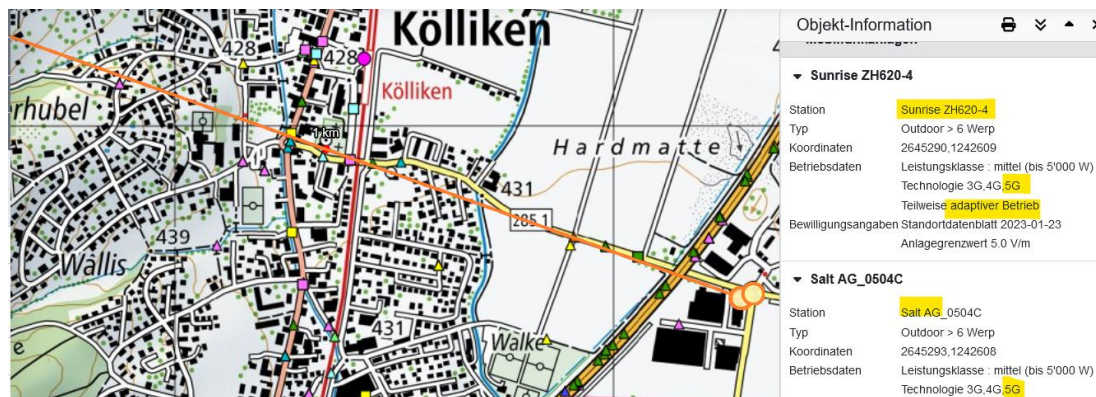 Kölliken
428
428
Kölliken
rhubel
1 km
Hardmatte
431
285.1
439
Wallis
431
Walke
e
Objekt-Information
▼ Sunrise ZH620-4
Station Sunrise ZH620-4
Typ Outdoor > 6 Werp
Koordinaten 2645290,1242609
Betriebsdaten Leistungsklasse : mittel (bis 5'000 W)
Technologie 3G,4G,5G
Teilweise adaptiver Betrieb
Bewilligungsangaben Standortdatenblatt 2023-01-23
Anlagegrenzwert 5.0 V/m
▼ Salt AG_0504C
Station Salt AG_0504C
Typ Outdoor > 6 Werp
Koordinaten 2645293,1242608
Betriebsdaten Leistungsklasse : mittel (bis 5'000 W)
Technologie 3G,4G,5G